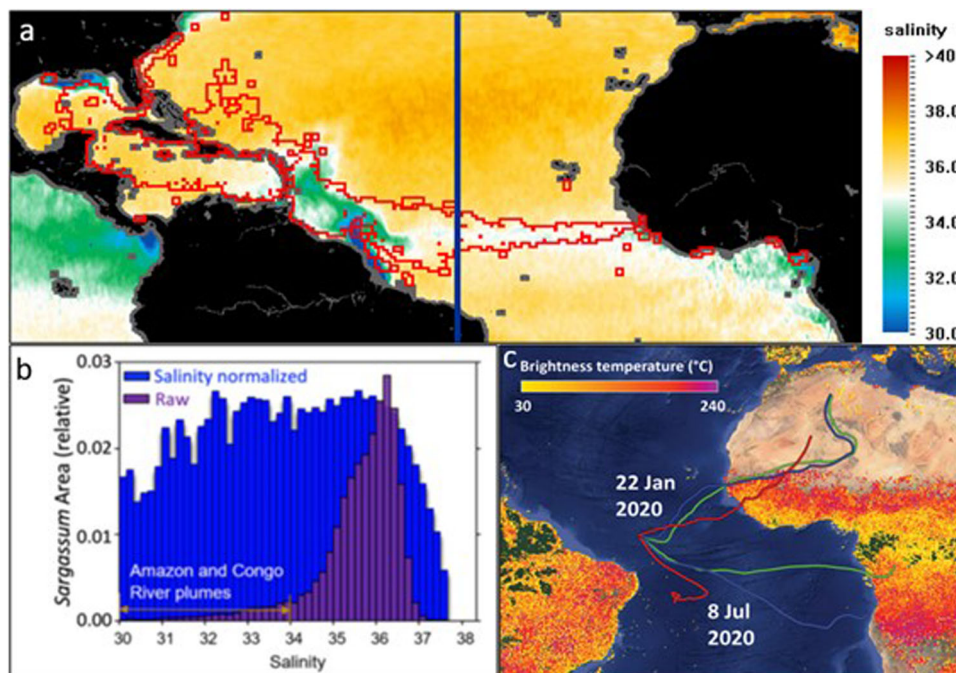 a
salinity
>40
38.0
36.0
34.0
32.0
30.0
b
0.03
0.02
0.01
0.00
Sargassum Area (relative)
Salinity normalized
Raw
Amazon and Congo
River plumes
30 31 32 33 34 35 36 37 38
Salinity
c
Brightness temperature (°C)
30 240
22 Jan
2020
8 Jul
2020